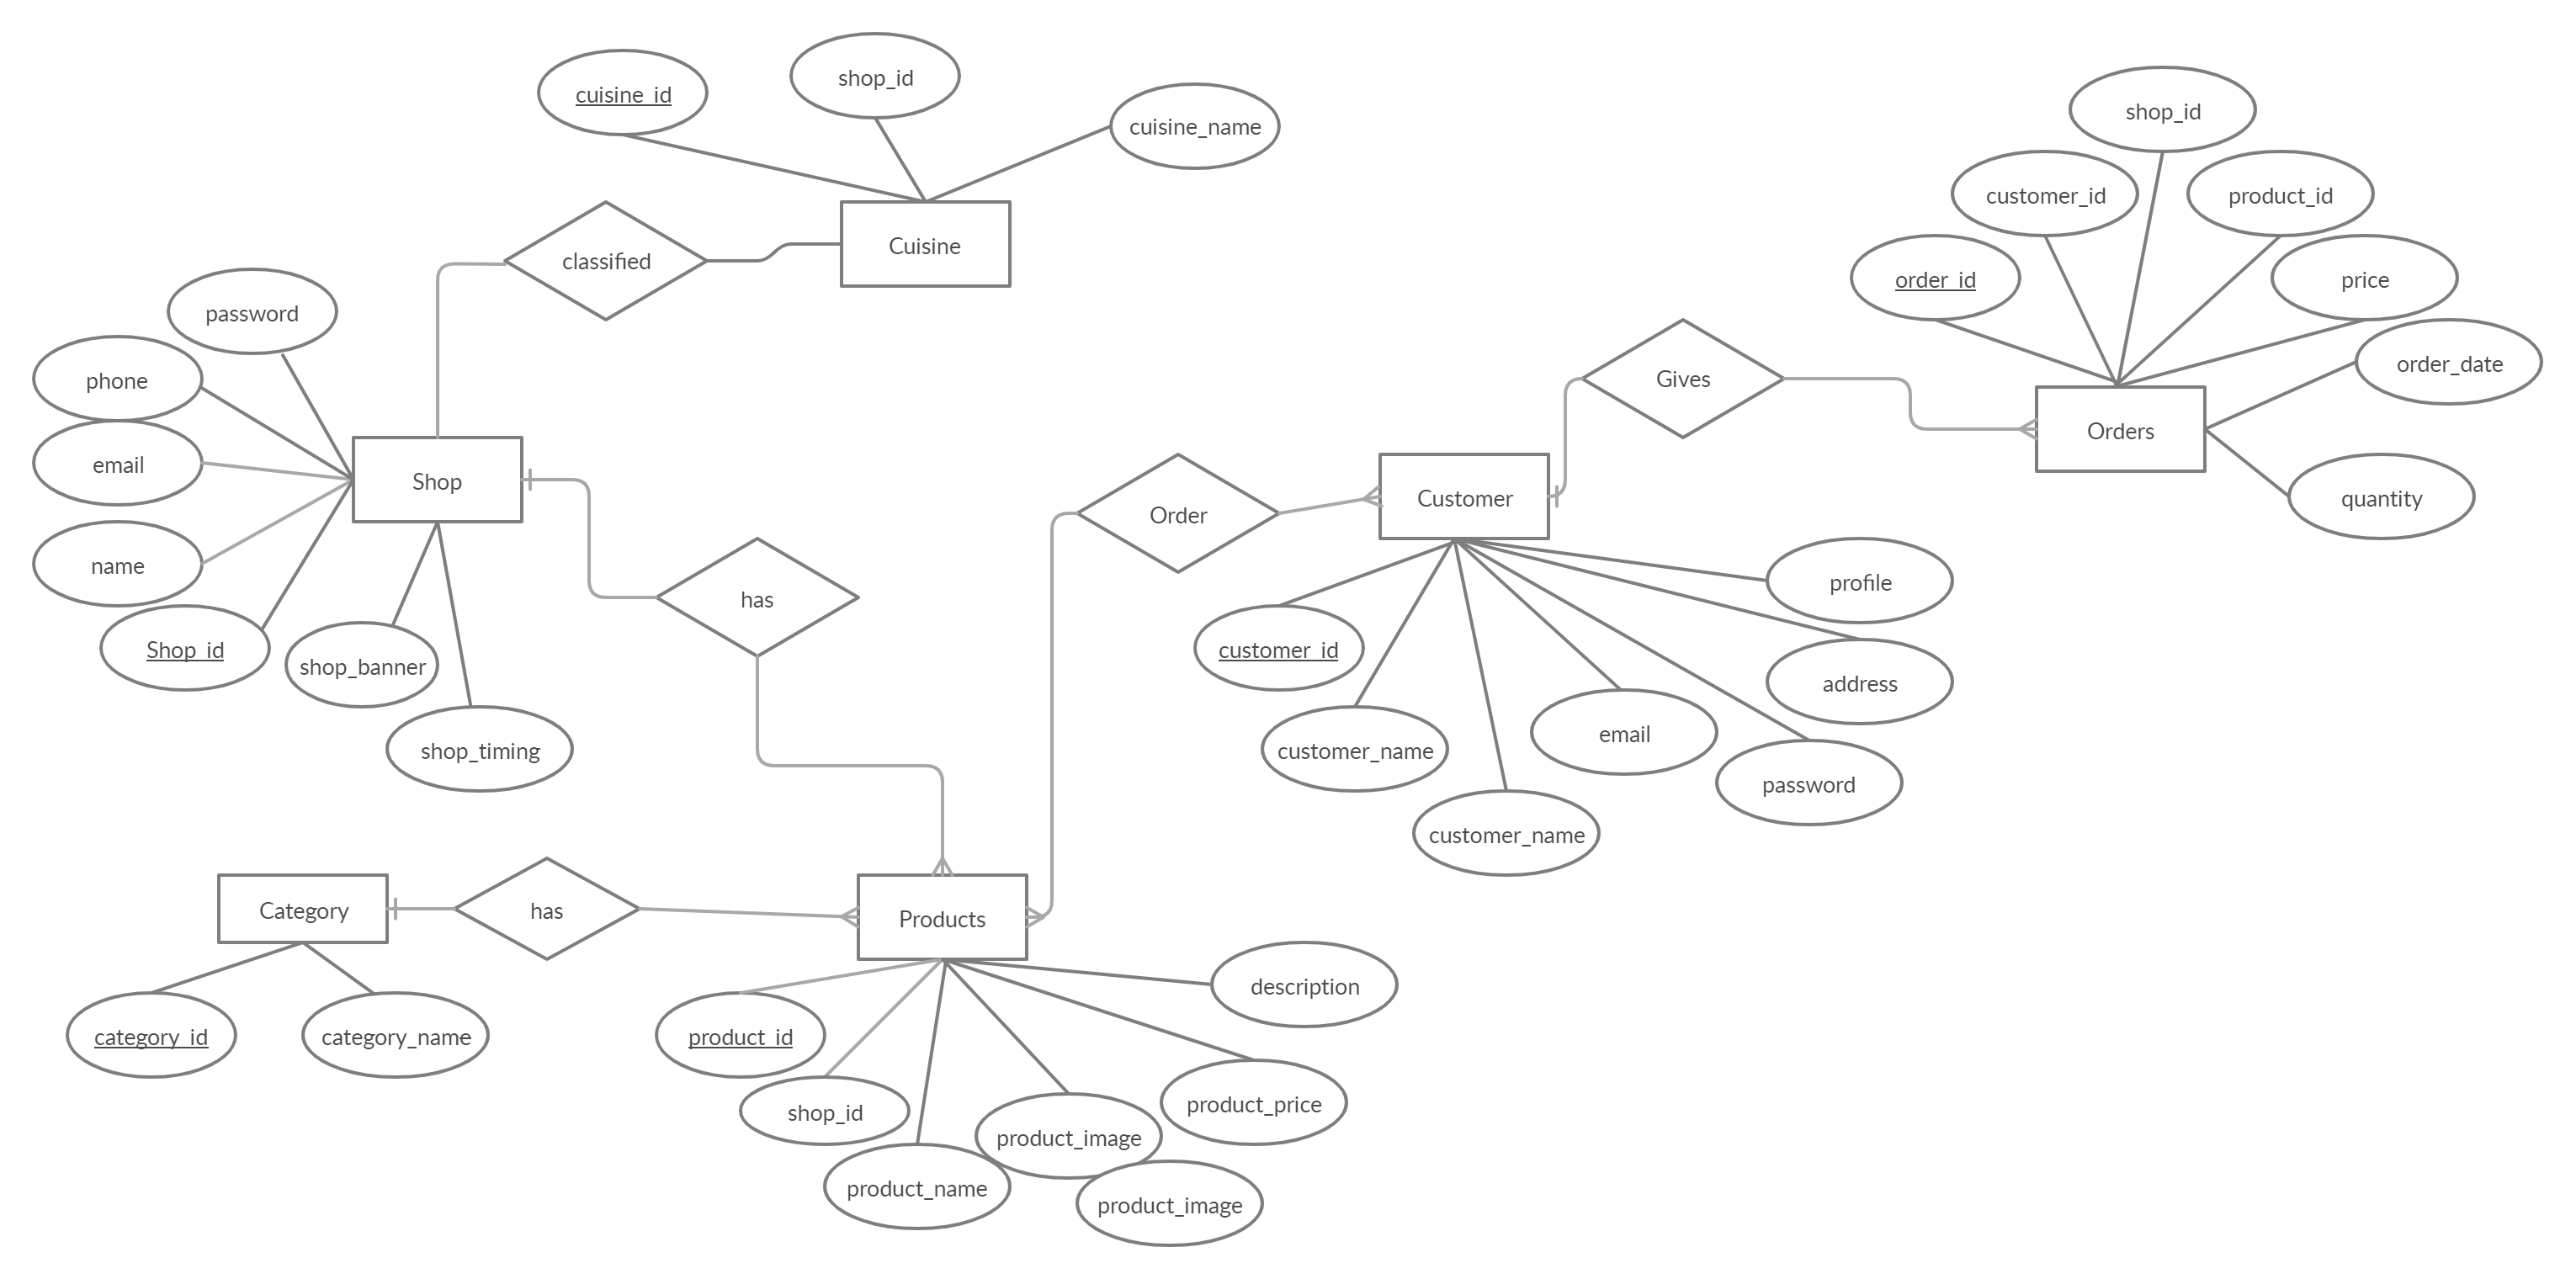 shop_id
cuisine_id
cuisine_name
shop_id
customer_id
product_id
Cuisine
classified
order_id
price
password
phone
Gives
order_date
Orders
email
Shop
Customer
quantity
Order
name
has
profile
Shop_id
customer_id
shop_banner
address
email
shop_timing
customer_name
password
customer_name
Category
has
Products
description
category_id
category_name
product_id
product_price
shop_id
product_image
product_name
product_image